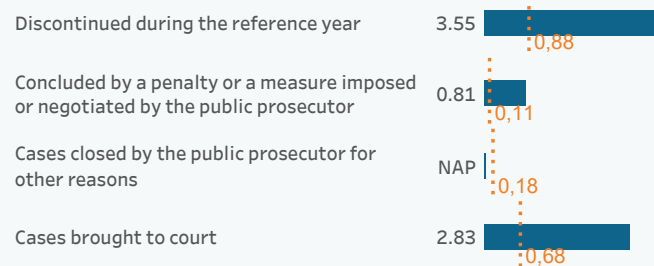 Discontinued during the reference year 3.55
0,88
Concluded by a penalty or a measure imposed
or negotiated by the public prosecutor 0.81
0,11
Cases closed by the public prosecutor for
other reasons NAP
0,18
Cases brought to court 2.83
0,68